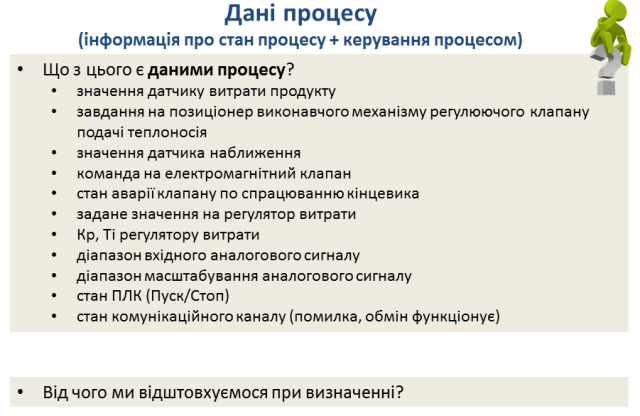 Дані процесу
(інформація про стан процесу + керування процесом)
• Що з цього є даними процесу?
• значення датчику витрати продукту
• завдання на позиціонер виконавчого механізму регулюючого клапану
подачі теплоносія
• значення датчика наближення
• команда на електромагнітний клапан
• стан аварії клапану по спрацюванню кінцевика
• задане значення на регулятор витрати
• Кр, Ті регулятору витрати
• діапазон вхідного аналогового сигналу
• діапазон масштабування аналогового сигналу
• стан ПЛК (Пуск/Стоп)
• стан комунікаційного каналу (помилка, обмін функціонує)
• Від чого ми відштовхуємося при визначенні?